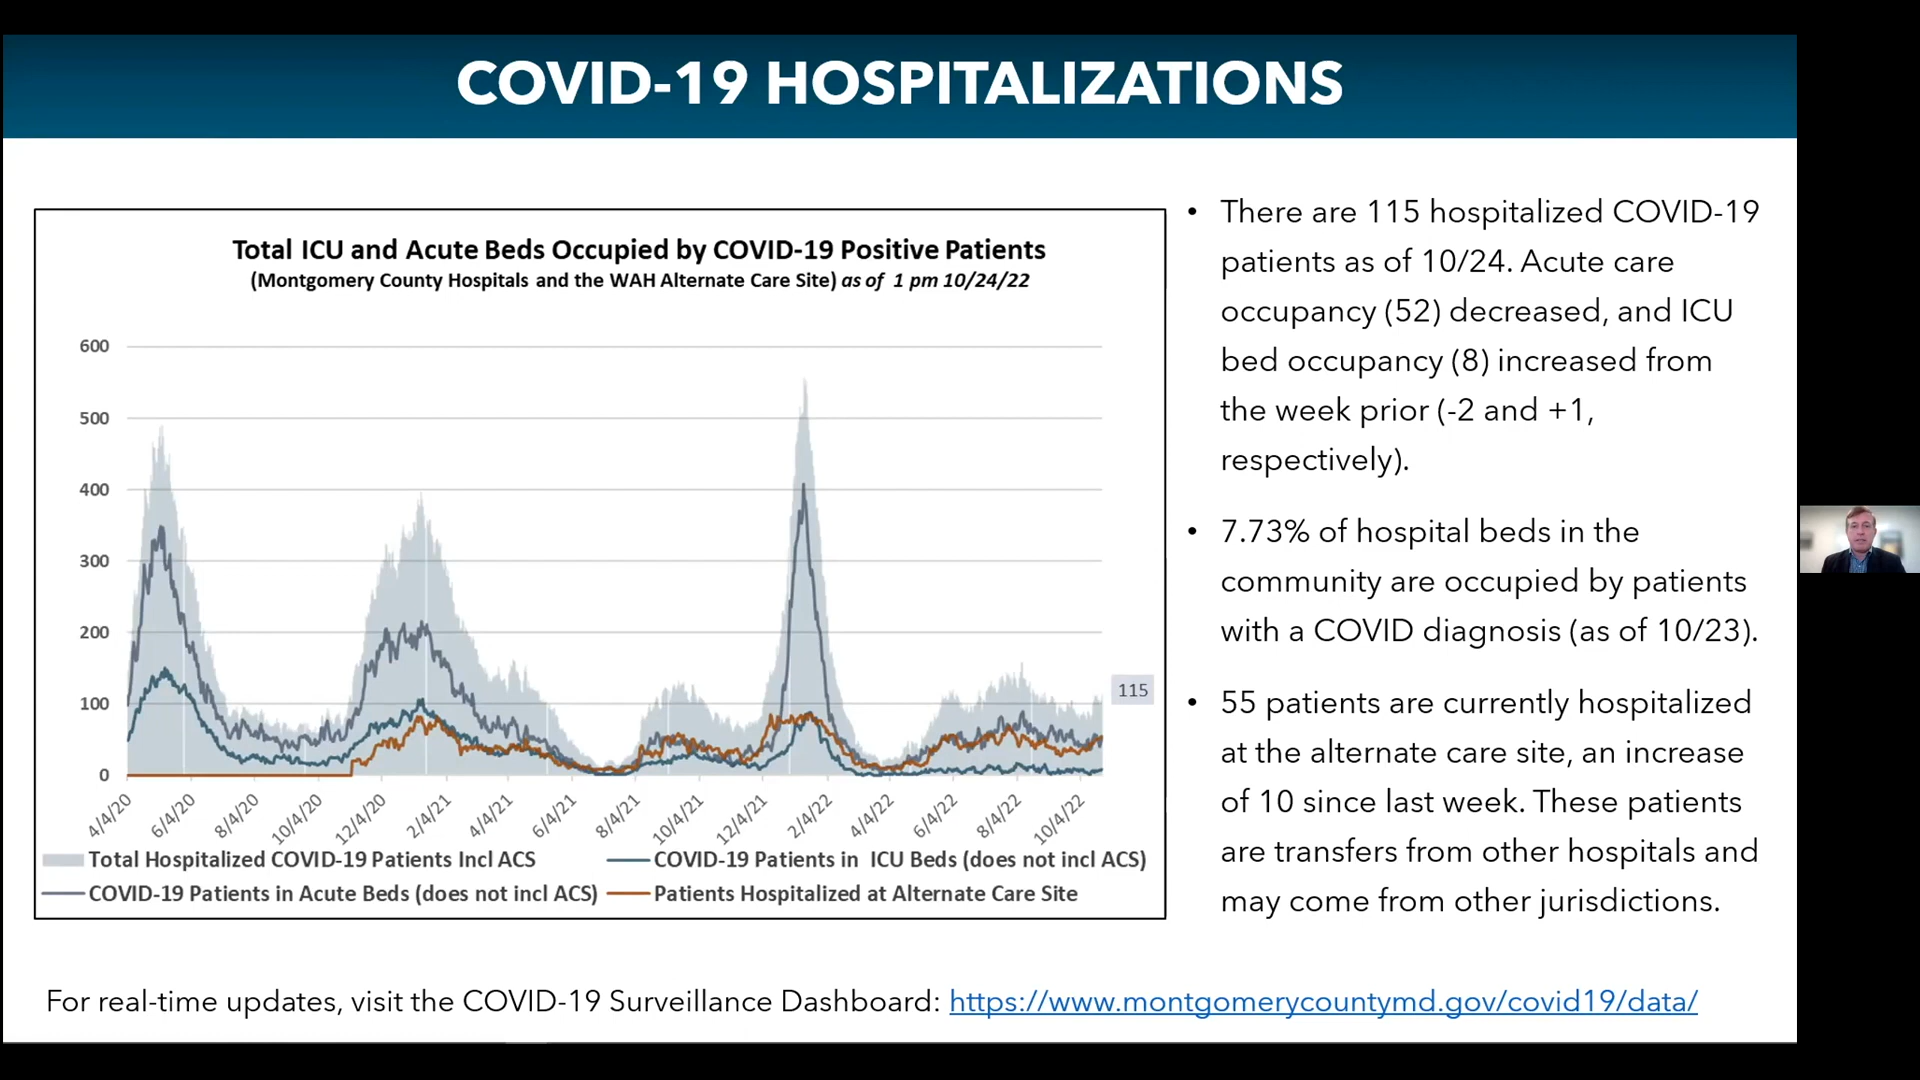 COVID-19 HOSPITALIZATIONS
Total ICU and Acute Beds Occupied by COVID-19 Positive Patients
(Montgomery County Hospitals and the WAH Alternate Care Site) as of 1 pm 10/24/22
600
500
400
300
200
100
0
115
4/4/20
6/4/20
8/4/20
10/4/20
12/4/20
2/4/21
4/4/21
6/4/21
8/4/21
10/4/21
12/4/21
2/4/22
4/4/22
6/4/22
8/4/22
10/4/22
Total Hospitalized COVID-19 Patients Incl ACS
COVID-19 Patients in ICU Beds (does not incl ACS)
COVID-19 Patients in Acute Beds (does not incl ACS)
Patients Hospitalized at Alternate Care Site
• There are 115 hospitalized COVID-19
patients as of 10/24. Acute care
occupancy (52) decreased, and ICU
bed occupancy (8) increased from
the week prior (-2 and +1,
respectively).
• 7.73% of hospital beds in the
community are occupied by patients
with a COVID diagnosis (as of 10/23).
• 55 patients are currently hospitalized
at the alternate care site, an increase
of 10 since last week. These patients
are transfers from other hospitals and
may come from other jurisdictions.
For real-time updates, visit the COVID-19 Surveillance Dashboard: https://www.montgomerycountymd.gov/covid19/data/